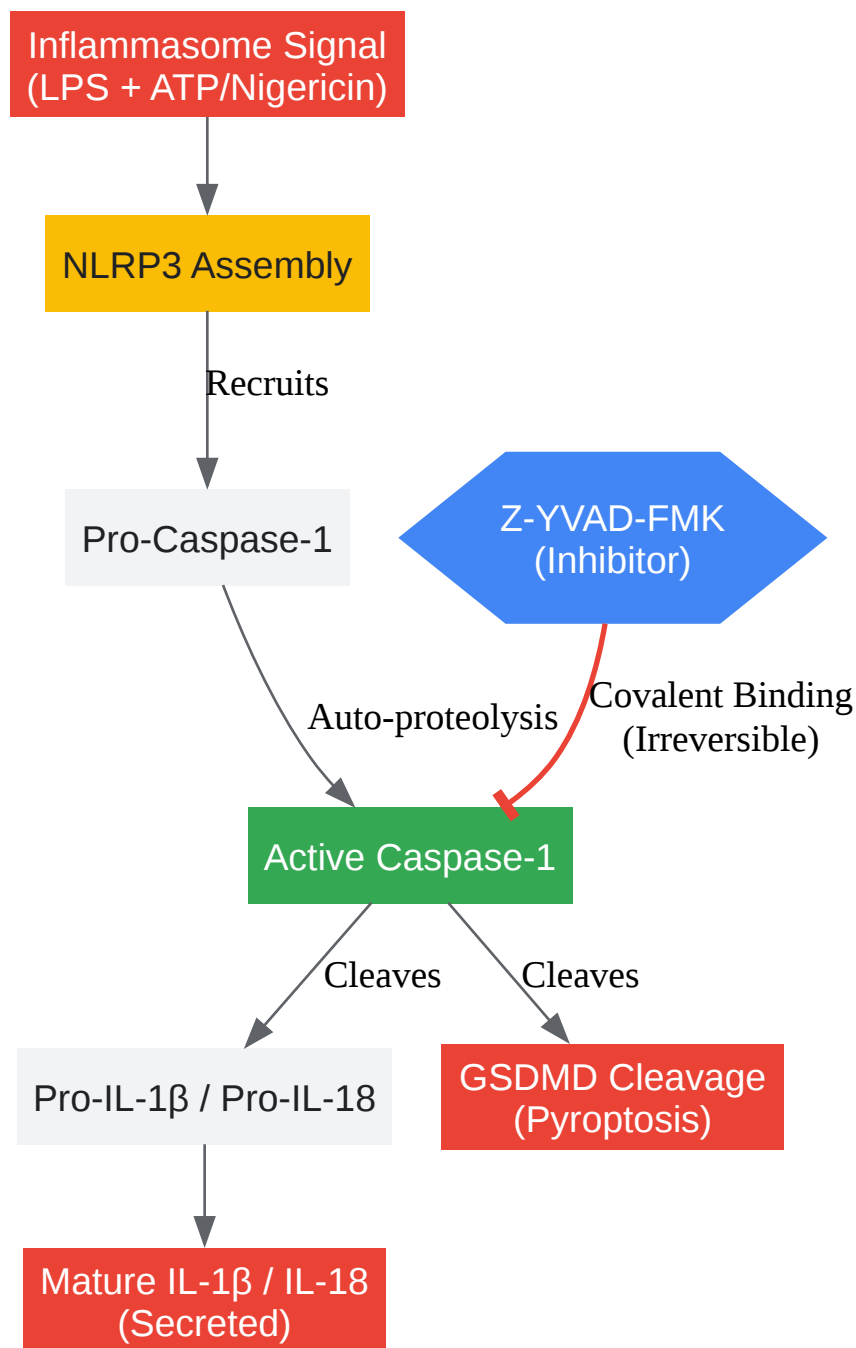 Inflammasome Signal
(LPS + ATP/Nigericin)
NLRP3 Assembly
Recruits
Pro-Caspase-1
Z-YVAD-FMK
(Inhibitor)
Auto-proteolysis
Covalent Binding
(Irreversible)
Active Caspase-1
Cleaves
Cleaves
Pro-IL-1β / Pro-IL-18
GSDMD Cleavage
(Pyroptosis)
Mature IL-1β / IL-18
(Secreted)